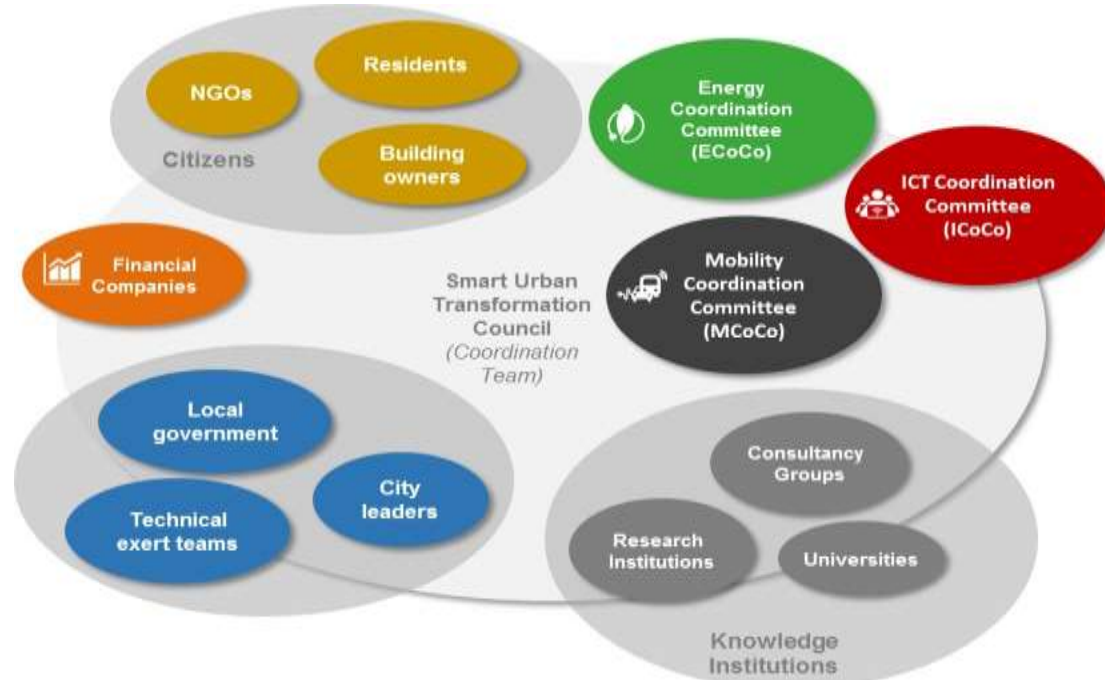 Residents
NGOs
Building
owners
Citizens
Energy
Coordination
Committee
(ECoCo)
ICT Coordination
Committee
(ICoCo)
Financial
Companies
Smart Urban
Transformation
Council
(Coordination
Team)
Mobility
Coordination
Committee
(MCoCo)
Local
government
City
leaders
Technical
exert teams
Consultancy
Groups
Research
Institutions
Universities
Knowledge
Institutions